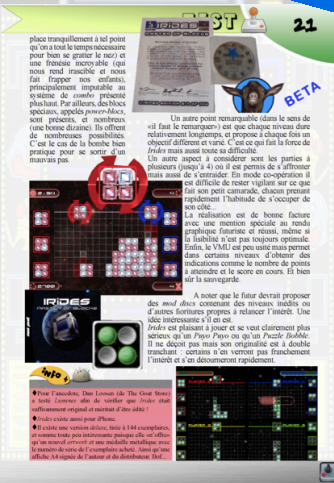 TEST
21
place tranquillement à tel point
qu'on a tout le temps nécessaire
pour bien se gratter le nez) et
une frénésie incroyable (qui
nous rend irascible et nous
fait frapper nos enfants),
principalement imputable au
système de combo présenté
plus haut. Par ailleurs, des blocs
spéciaux, appelés power-blocs,
sont présents, et nombreux
(une bonne dizaine). Ils offrent
de nombreuses possibilités.
C'est le cas de la bombe bien
pratique pour se sortir d'un
mauvais pas.
BETA
Un autre point remarquable (dans le sens de
«il faut le remarquer») est que chaque niveau dure
relativement longtemps, et propose à chaque fois un
objectif différent et varié. C'est ce qui fait la force de
Irides mais aussi toute sa difficulté.
Un autre aspect à considérer sont les parties à
plusieurs (jusqu'à 4) où il est permis de s'affronter
mais aussi de s'entraider. En mode co-opération il
est difficile de rester vigilant sur ce que
fait son petit camarade, chacun prenant
rapidement l'habitude de s'occuper de
son côté...
La réalisation est de bonne facture
avec une mention spéciale au rendu
graphique futuriste et réussi, même si
la lisibilité n'est pas toujours optimale.
Enfin, le VMU est peu usité mais permet
dans certains niveaux d'obtenir des
indications comme le nombre de points
à atteindre et le score en cours. Et bien
sûr la sauvegarde.
A noter que le futur devrait proposer
des mod discs contenant des niveaux inédits ou
d'autres fioritures propres à relancer l'intérêt. Une
idée intéressante s'il en est.
Irides est plaisant à jouer et se veut clairement plus
sérieux qu'un Puyo Puyo ou qu'un Puzzle Bobble.
Il ne déçoit pas mais son originalité est à double
tranchant : certains n'en verront pas franchement
l'intérêt et s'en détourneront rapidement.
IRIDES
MASTER OF BLOCKS
info +
Pour l'anecdote, Dan Loosen (de The Goat Store)
a testé Lumines afin de vérifier que Irides était
suffisamment original et méritait d'être édité !
Irides existe aussi pour iPhone.
Il existe une version deluxe, tirée à 144 exemplaires,
et somme toute peu intéressante puisque elle n'offre
qu'un nouvel artwork et une médaille métallique avec
le numéro de série de l'exemplaire acheté. Ainsi qu'une
affiche A4 signée de l'auteur et du distributeur. Bof...